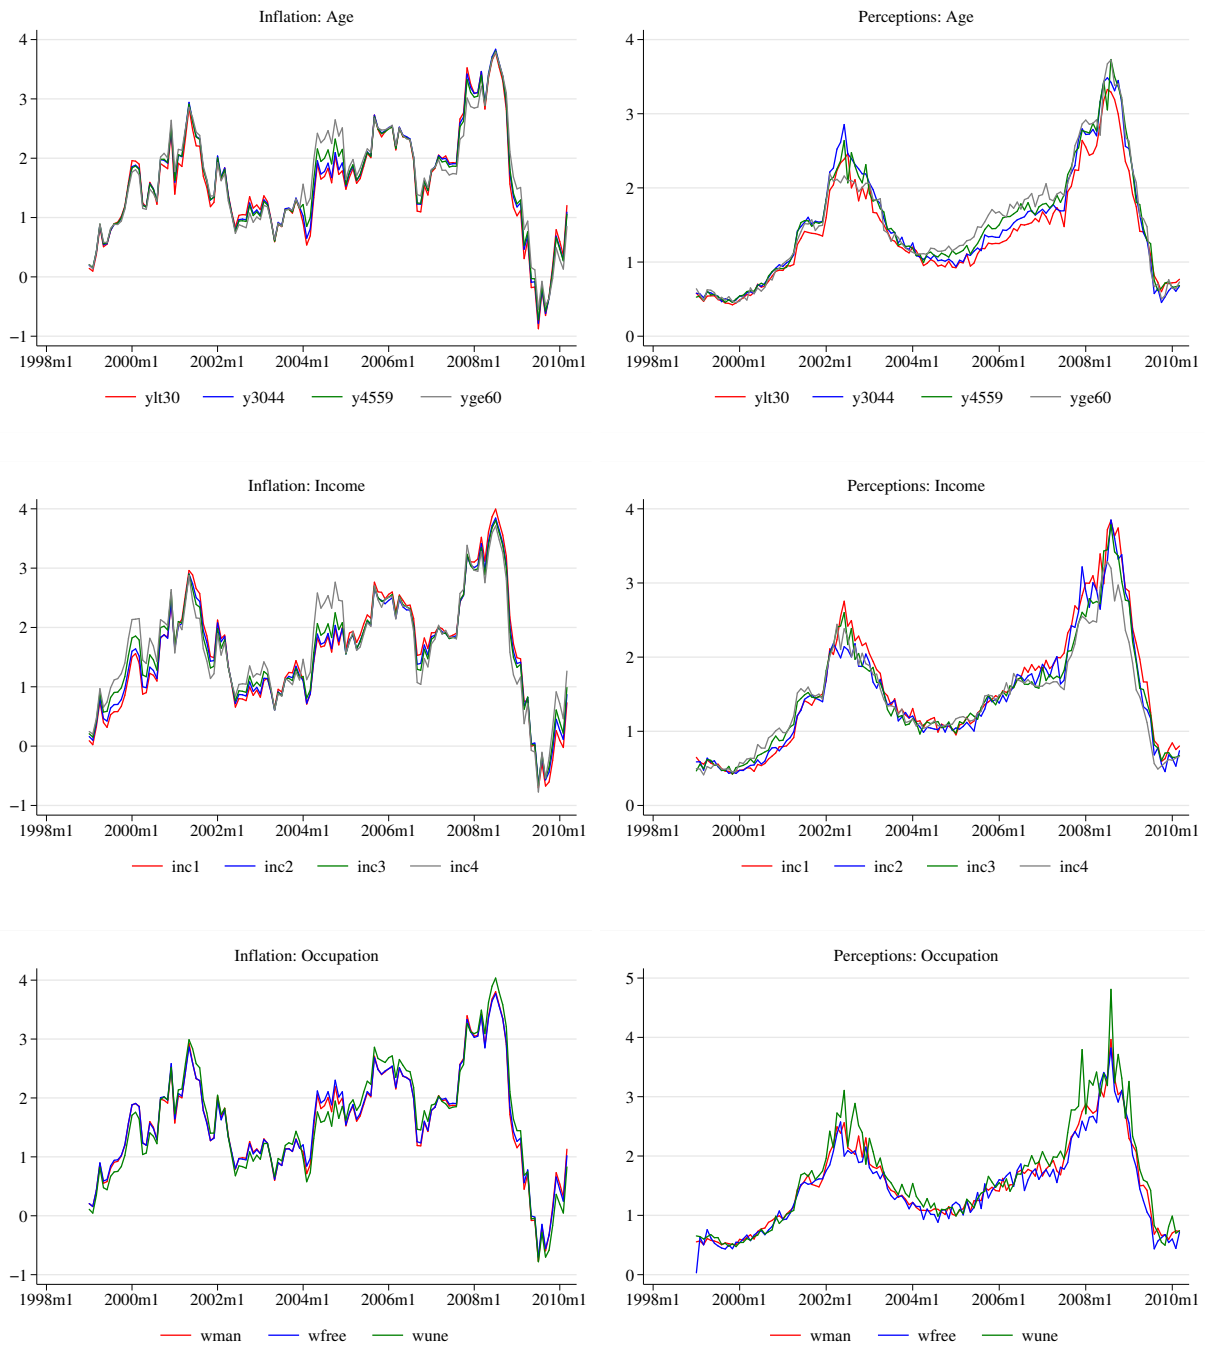 Inflation: Age
4
3
2
1
0
−1
1998m1 2000m1 2002m1 2004m1 2006m1 2008m1 2010m1
ylt30 y3044 y4559 yge60
Perceptions: Age
4
3
2
1
0
1998m1 2000m1 2002m1 2004m1 2006m1 2008m1 2010m1
ylt30 y3044 y4559 yge60
Inflation: Income
4
3
2
1
0
−1
1998m1 2000m1 2002m1 2004m1 2006m1 2008m1 2010m1
inc1 inc2 inc3 inc4
Perceptions: Income
4
3
2
1
0
1998m1 2000m1 2002m1 2004m1 2006m1 2008m1 2010m1
inc1 inc2 inc3 inc4
Inflation: Occupation
4
3
2
1
0
−1
1998m1 2000m1 2002m1 2004m1 2006m1 2008m1 2010m1
wman wfree wune
Perceptions: Occupation
5
4
3
2
1
0
1998m1 2000m1 2002m1 2004m1 2006m1 2008m1 2010m1
wman wfree wune